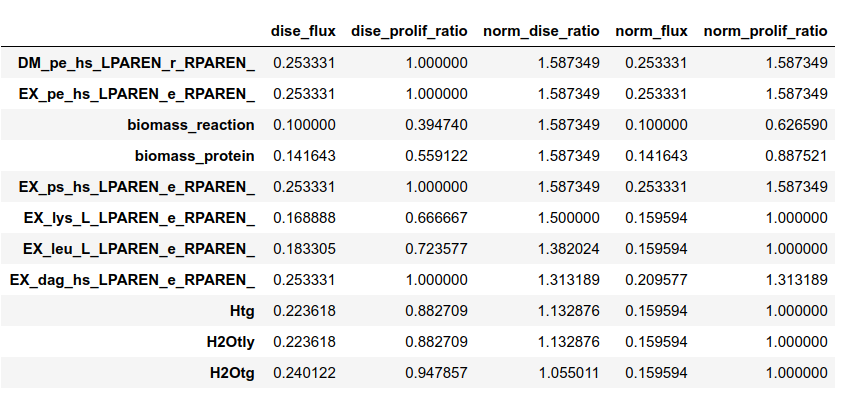 dise_flux dise_prolif_ratio norm_dise_ratio norm_flux norm_prolif_ratio
DM_pe_hs_LPAREN_r_RPAREN_ 0.253331 1.000000 1.587349 0.253331 1.587349
EX_pe_hs_LPAREN_e_RPAREN_ 0.253331 1.000000 1.587349 0.253331 1.587349
biomass_reaction 0.100000 0.394740 1.587349 0.100000 0.626590
biomass_protein 0.141643 0.559122 1.587349 0.141643 0.887521
EX_ps_hs_LPAREN_e_RPAREN_ 0.253331 1.000000 1.587349 0.253331 1.587349
EX_lys_L_LPAREN_e_RPAREN_ 0.168888 0.666667 1.500000 0.159594 1.000000
EX_leu_L_LPAREN_e_RPAREN_ 0.183305 0.723577 1.382024 0.159594 1.000000
EX_dag_hs_LPAREN_e_RPAREN_ 0.253331 1.000000 1.313189 0.209577 1.313189
Htg 0.223618 0.882709 1.132876 0.159594 1.000000
H2Otly 0.223618 0.882709 1.132876 0.159594 1.000000
H2Otg 0.240122 0.947857 1.055011 0.159594 1.000000